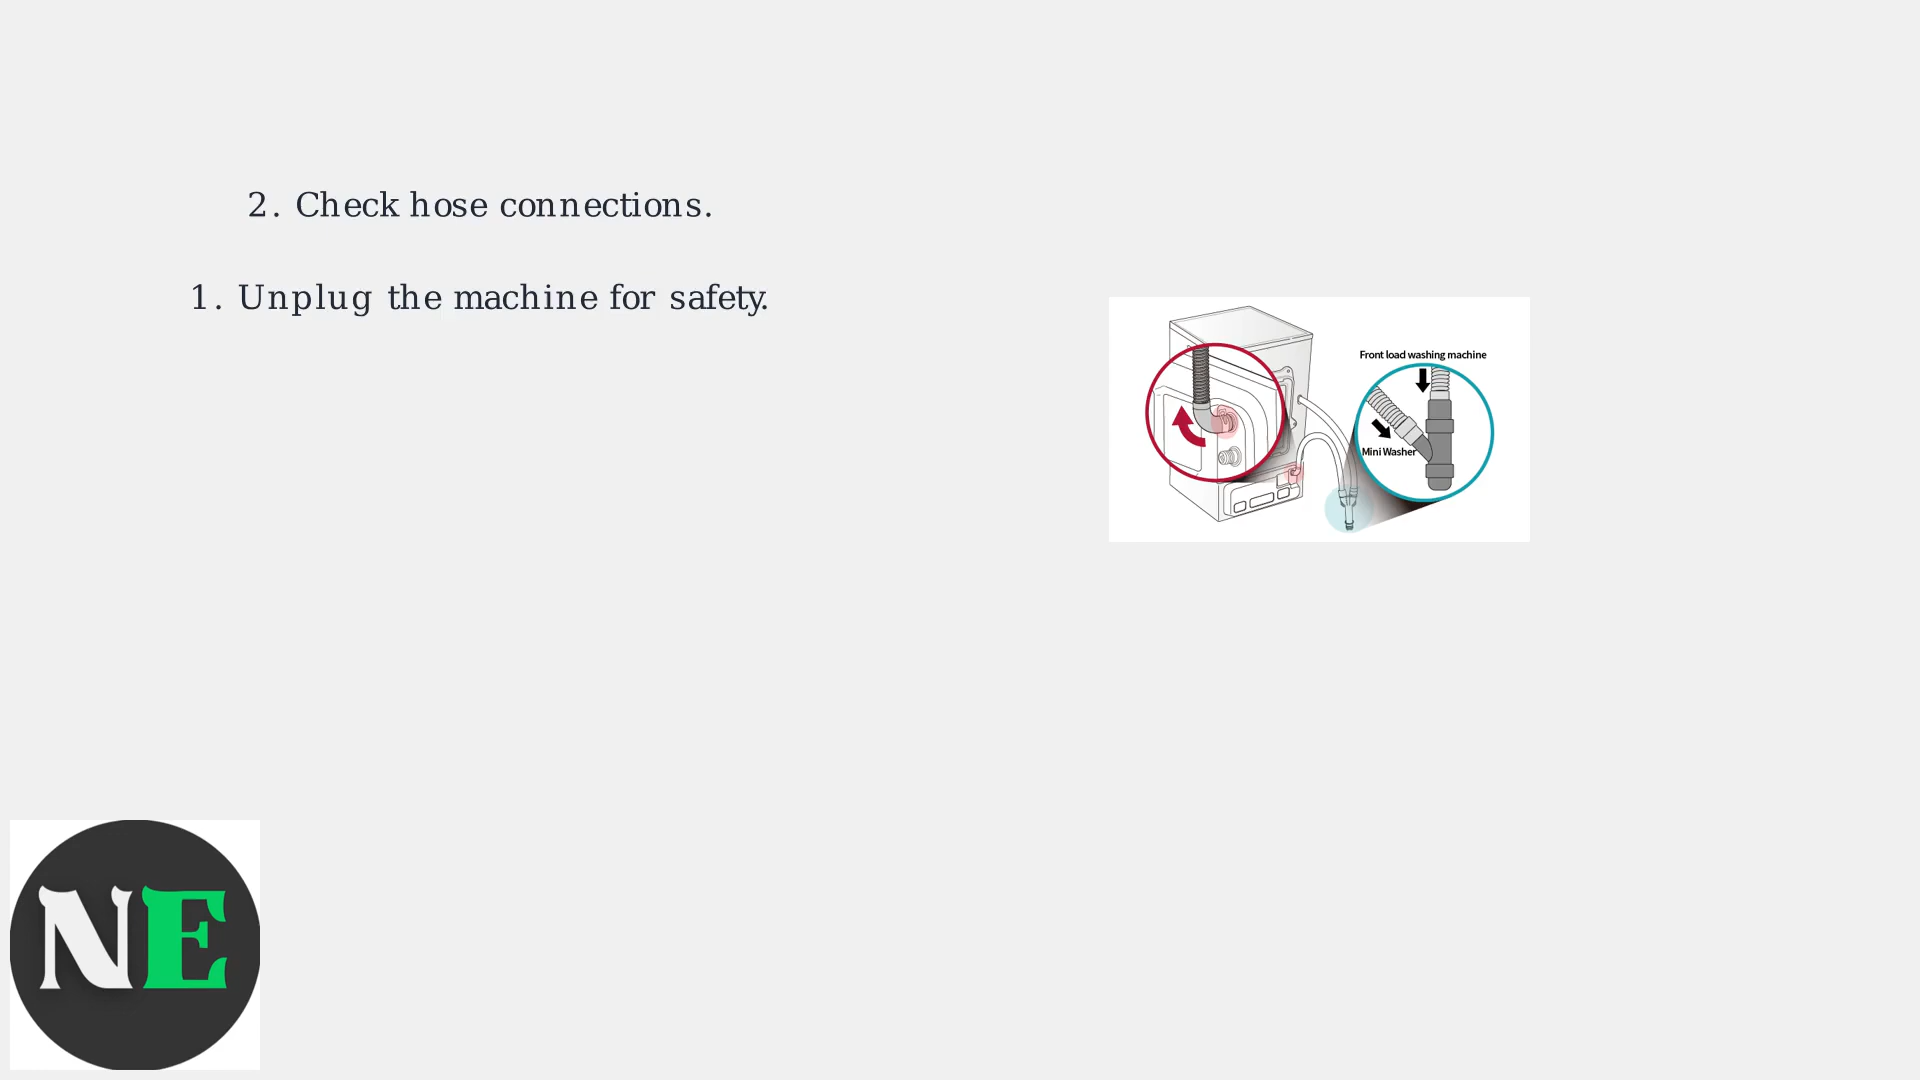 2. Check hose connections.
1. Unplug the machine for safety.
Front load washing machine
Mini Washer
NE